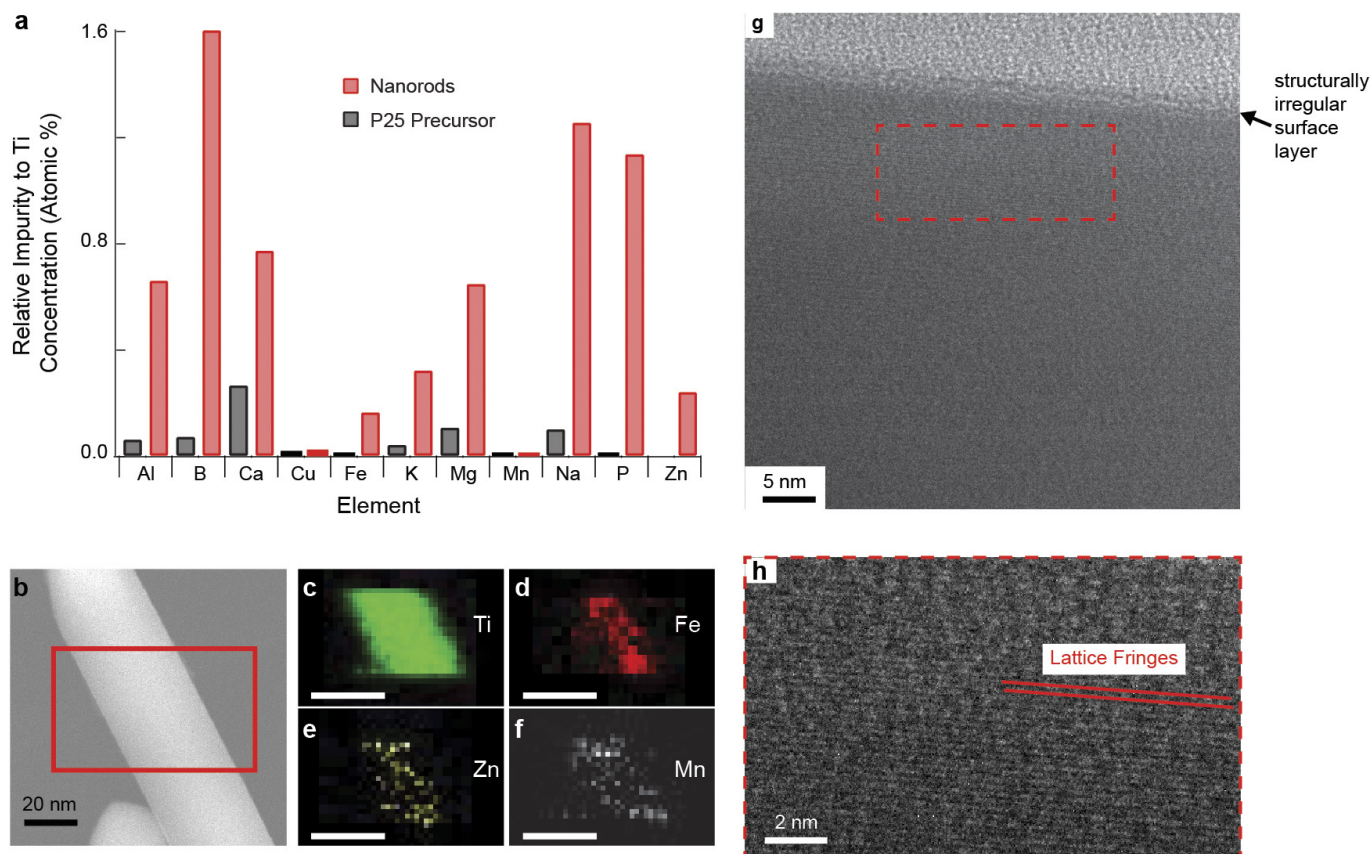 a
1.6
1.2
0.8
0.0
Relative Impurity to Ti
Concentration (Atomic %)
Nanorods
P25 Precursor
Al B Ca Cu Fe K Mg Mn Na P Zn
Element
b
20 nm
c
Ti
d
Fe
e
Zn
f
Mn
g
structurally
irregular
surface
layer
5 nm
h
Lattice Fringes
2 nm